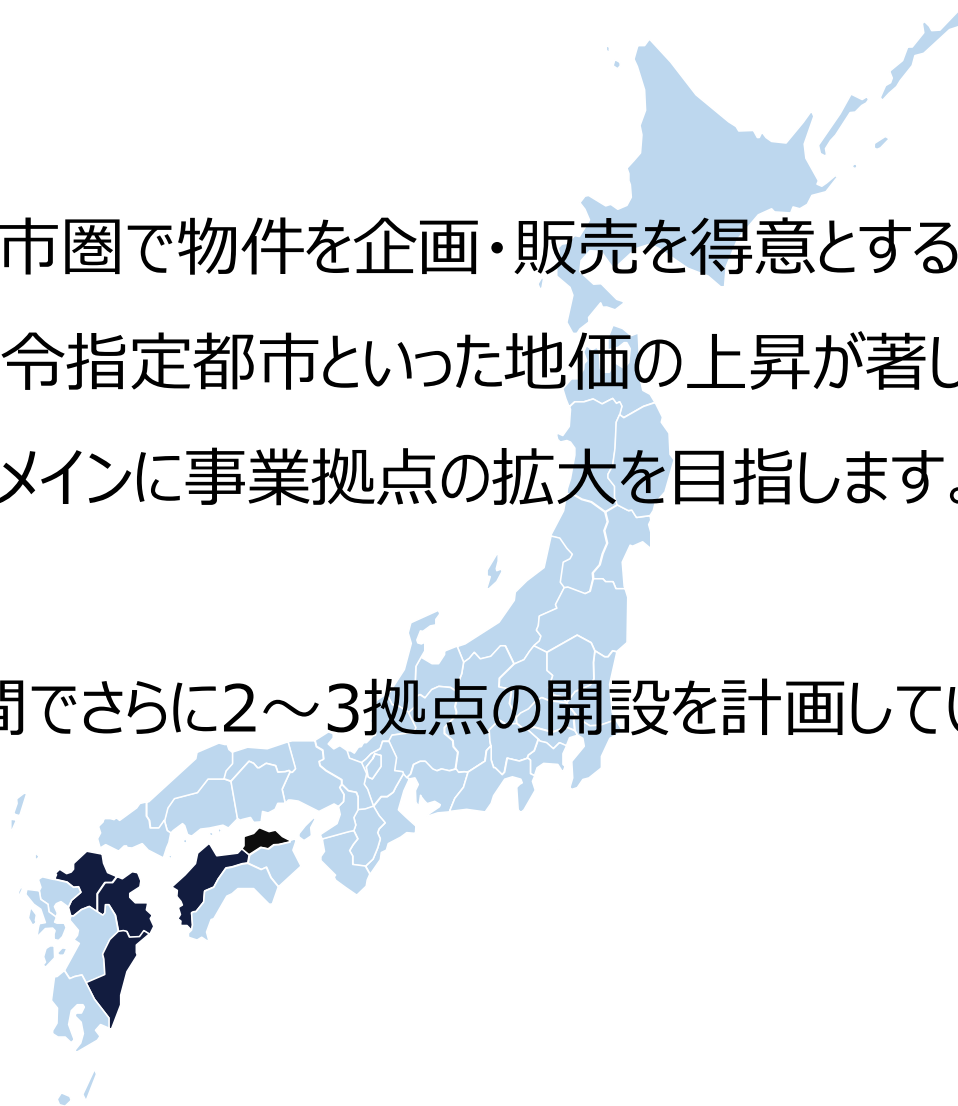 市圏で物件を企画・販売を得意とする
令指定都市といった地価の上昇が著し
メインに事業拠点の拡大を目指します。
間でさらに2～3拠点の開設を計画してい